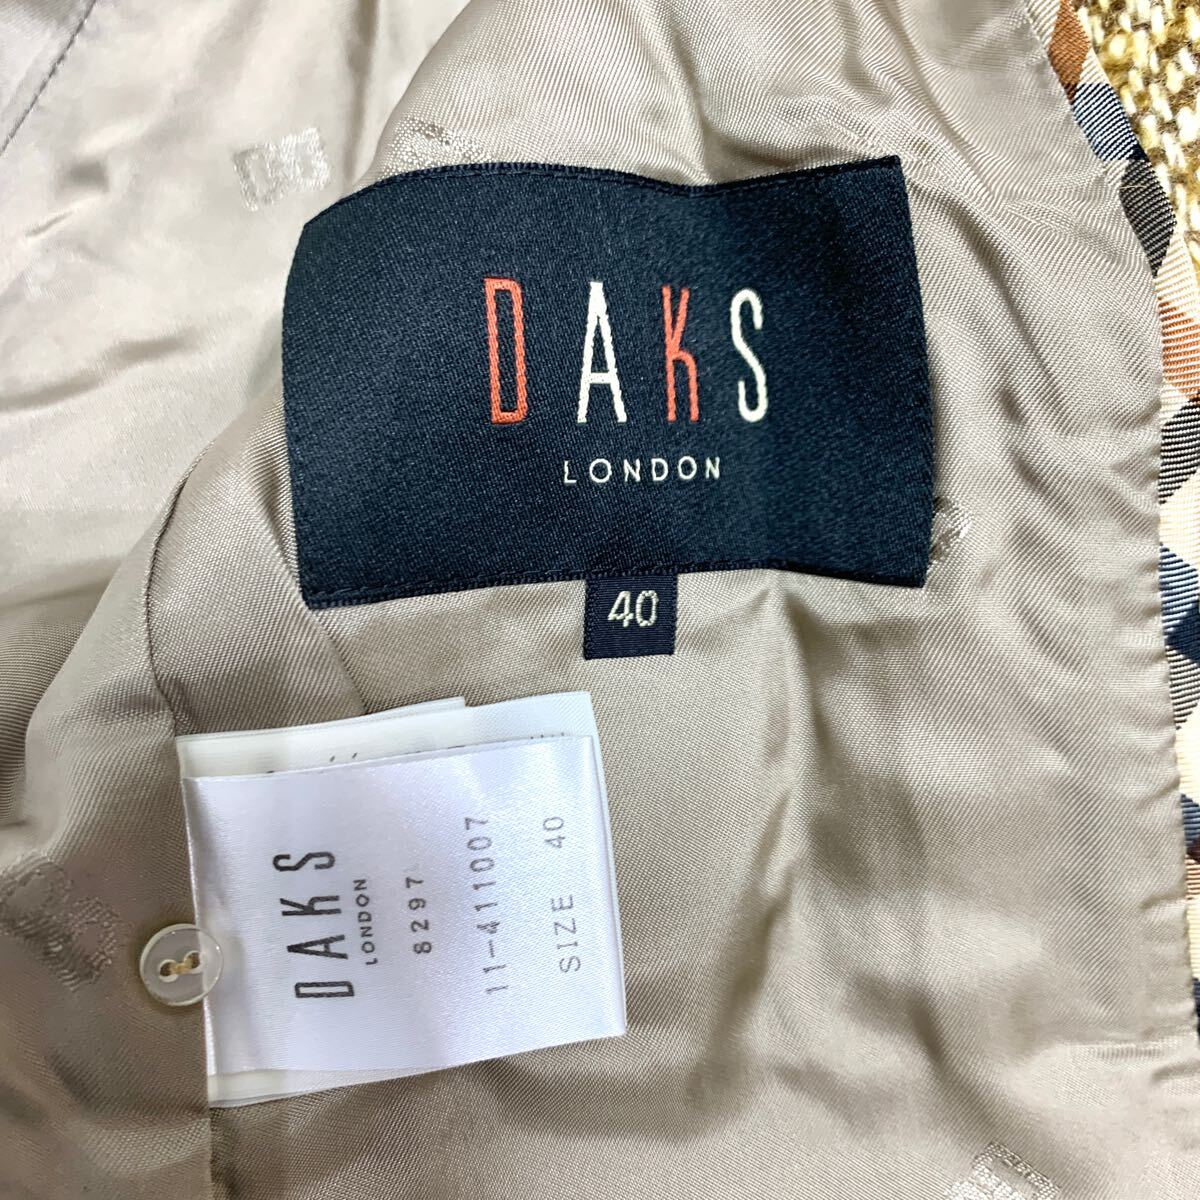 DAKS
LONDON
40
DAKS
LONDON
8297
11-411007
SIZE 40